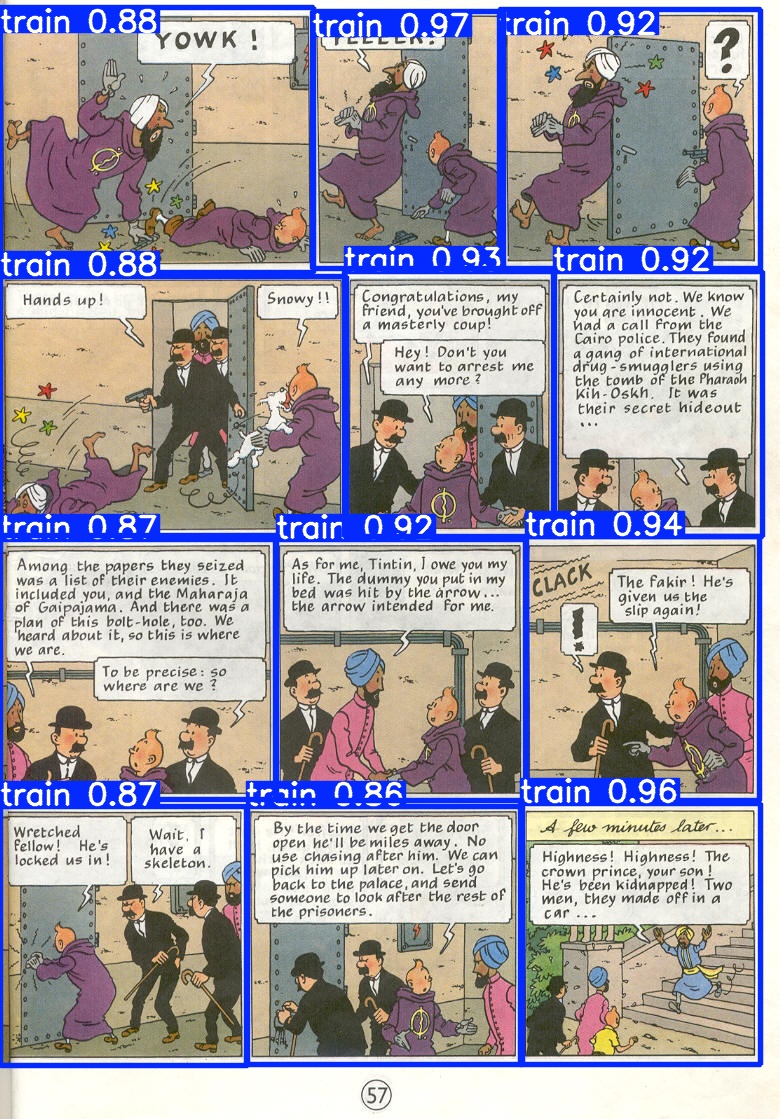 train 0.88
YOWK !
train 0.97
train 0.92
?
train 0.88
Hands up!
Snowy!!
train 0.93
Congratulations, my
friend, you've brought off
a masterly coup!
Hey! Don't you
want to arrest me
any more?
train 0.92
Certainly not. We know
you are innocent. We
had a call from the
Cairo police. They found
a gang of international
drug-smugglers using
the tomb of the Pharaoh
Kih-Oskh. It was
their secret hideout
...
train 0.87
Among the papers they seized
was a list of their enemies. It
included you, and the Maharaja
of Gaipajama. And there was a
plan of this bolt-hole, too. We
heard about it, so this is where
we are.
To be precise: so
where are we ?
train 0.92
As for me, Tintin, I owe you my
life. The dummy you put in my
bed was hit by the arrow...
the arrow intended for me.
train 0.94
CLACK
!
The fakir! He's
given us the
slip again!
train 0.87
Wretched
fellow! He's
locked us in!
Wait, I
have a
skeleton.
train 0.86
By the time we get the door
open he'll be miles away. No
use chasing after him. We can
pick him up later on. Let's go
back to the palace, and send
someone to look after the rest of
the prisoners.
train 0.96
A few minutes later...
Highness! Highness! The
crown prince, your son!
He's been kidnapped! Two
men, they made off in a
car ...
57